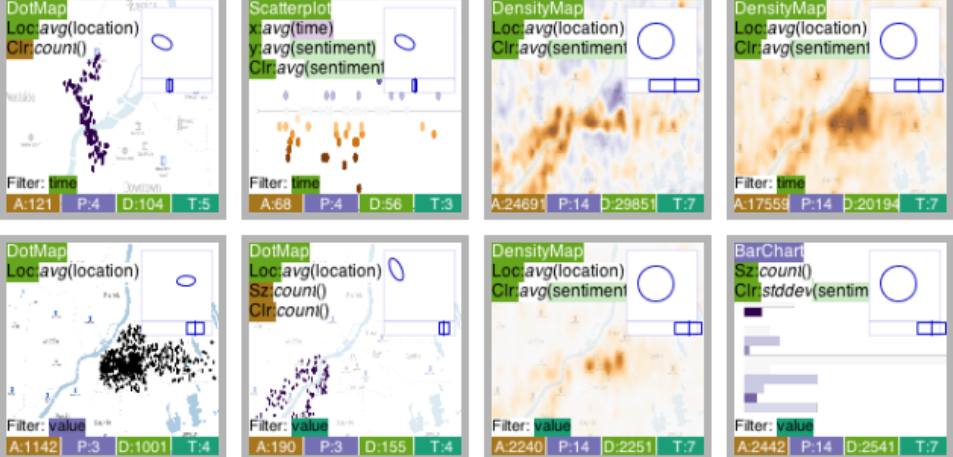 DotMap
Loc:avg(location)
Clr:count()
Filter: time
A:121 P:4 D:104 T:5
Scatterplot
x:avg(time)
y:avg(sentiment)
Clr:avg(sentiment
Filter: time
A:68 P:4 D:56 T:3
DensityMap
Loc:avg(location)
Clr:avg(sentiment
A:24691 P:14 D:29851 T:7
DensityMap
Loc:avg(location)
Clr:avg(sentiment
Filter: time
A:17559 P:14 D:20194 T:7
DotMap
Loc:avg(location)
Filter: value
A:1142 P:3 D:1001 T:4
DotMap
Loc:avg(location)
Sz:count()
Clr:count()
Filter: value
A:190 P:3 D:155 T:4
DensityMap
Loc:avg(location)
Clr:avg(sentiment
Filter: value
A:2240 P:14 D:2251 T:7
BarChart
Sz:count()
Clr:stddev(sentim
Filter: value
A:2442 P:14 D:2541 T:7